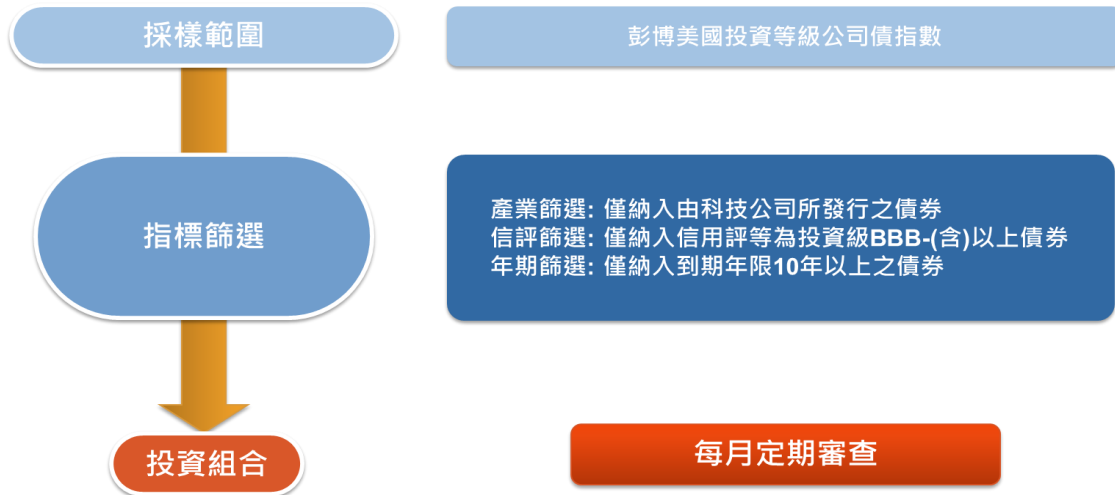 採樣範圍
彭博美國投資等級公司債指數
指標篩選
產業篩選: 僅納入由科技公司所發行之債券
信評篩選: 僅納入信用評等為投資級BBB-(含)以上債券
年期篩選: 僅納入到期年限10年以上之債券
投資組合
每月定期審查